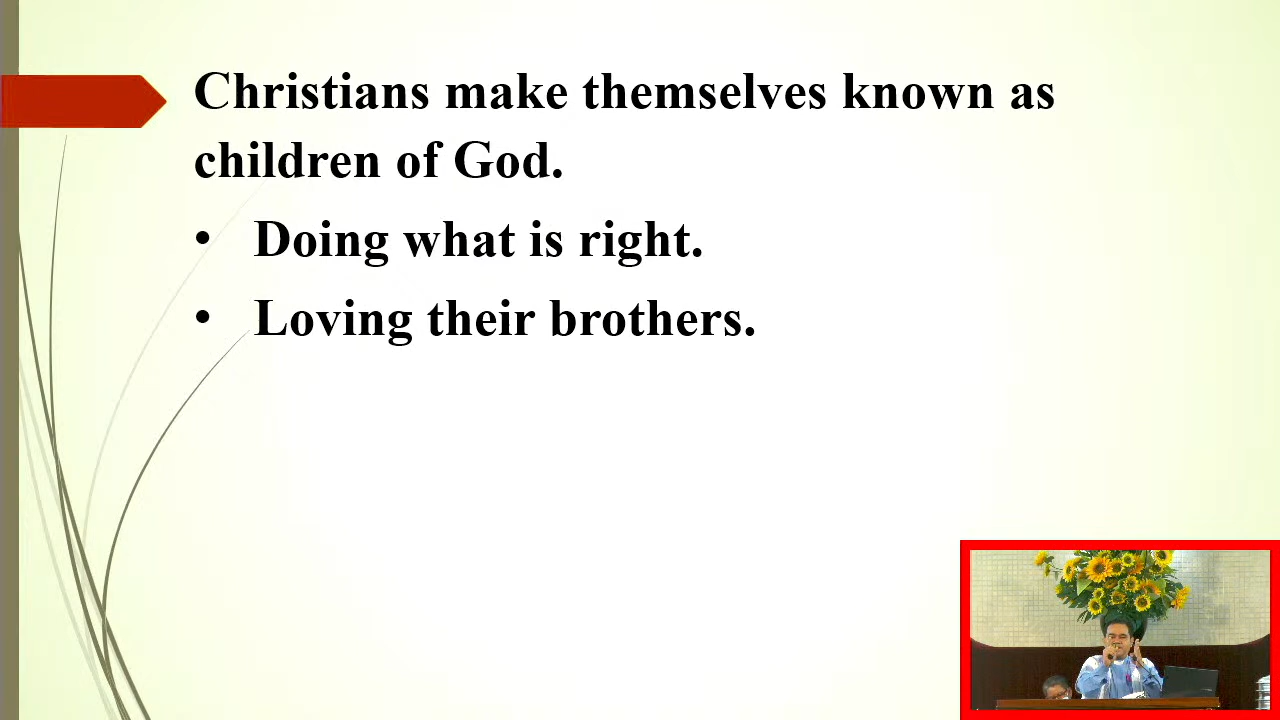 Christians make themselves known as
children of God.
• Doing what is right.
• Loving their brothers.